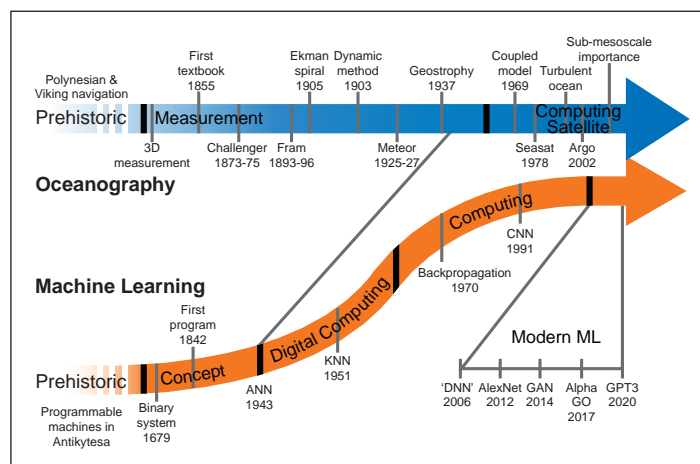 Sub-mesoscale
importance
First
textbook
1855
Ekman
spiral
1905
Dynamic
method
1903
Geostrophy
1937
Coupled
model
1969
Turbulent
ocean
Polynesian &
Viking navigation
Prehistoric
Measurement
Computing
Satellite
3D
measurement
Challenger
1873-75
Fram
1893-96
Meteor
1925-27
Seasat
1978
Argo
2002
Oceanography
Computing
CNN
1991
Backpropagation
1970
Machine Learning
First
program
1842
Digital Computing
KNN
1951
Modern ML
Prehistoric
Concept
ANN
1943
Programmable
machines in
Antikytesa
Binary
system
1679
‘DNN’
2006
AlexNet
2012
GAN
2014
Alpha
GO
2017
GPT3
2020